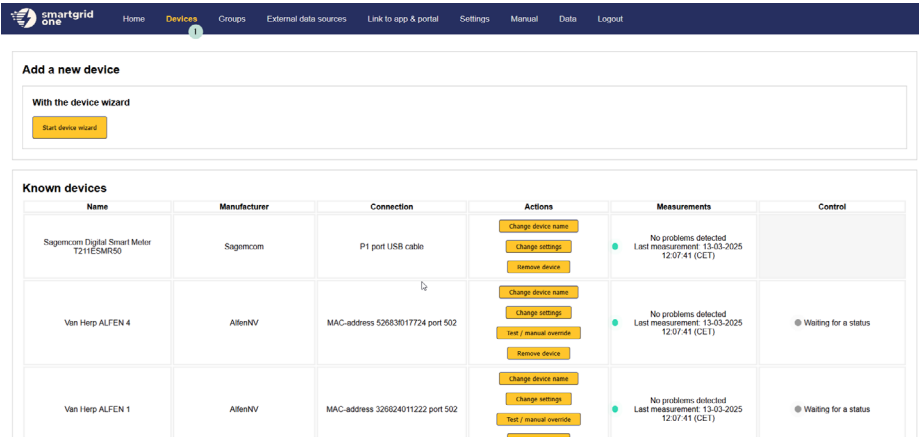 smartgrid one Home Devices Groups External data sources Link to app & portal Settings Manual Data Logout
1
Add a new device
With the device wizard
Start device wizard
Known devices
Name Manufacturer Connection Actions Measurements Control
Sagemcom Digital Smart Meter T211ESMR50
Sagemcom
P1 port USB cable
Change device name
Change settings
Remove device
No problems detected
Last measurement: 13-03-2025
12:07:41 (CET)
Van Herp ALFEN 4
AlfenNV
MAC-address 52683f017724 port 502
Change device name
Change settings
Test / manual override
Remove device
No problems detected
Last measurement: 13-03-2025
12:07:41 (CET)
Waiting for a status
Van Herp ALFEN 1
AlfenNV
MAC-address 326824011222 port 502
Change device name
Change settings
Test / manual override
No problems detected
Last measurement: 13-03-2025
12:07:41 (CET)
Waiting for a status